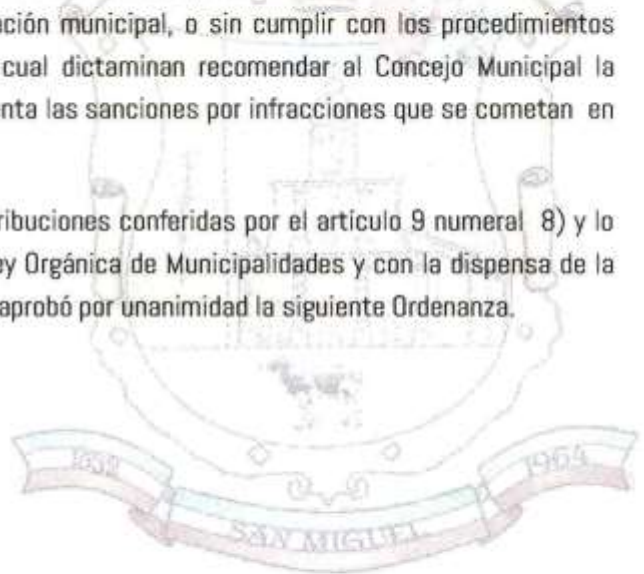 ación municipal, o sin cumplir con los procedimientos
cual dictaminan recomendar al Concejo Municipal la
nta las sanciones por infracciones que se cometan en
ribuciones conferidas por el artículo 9 numeral 8) y lo
ey Orgánica de Municipalidades y con la dispensa de la
aprobó por unanimidad la siguiente Ordenanza.
1964
SAN MIGUEL